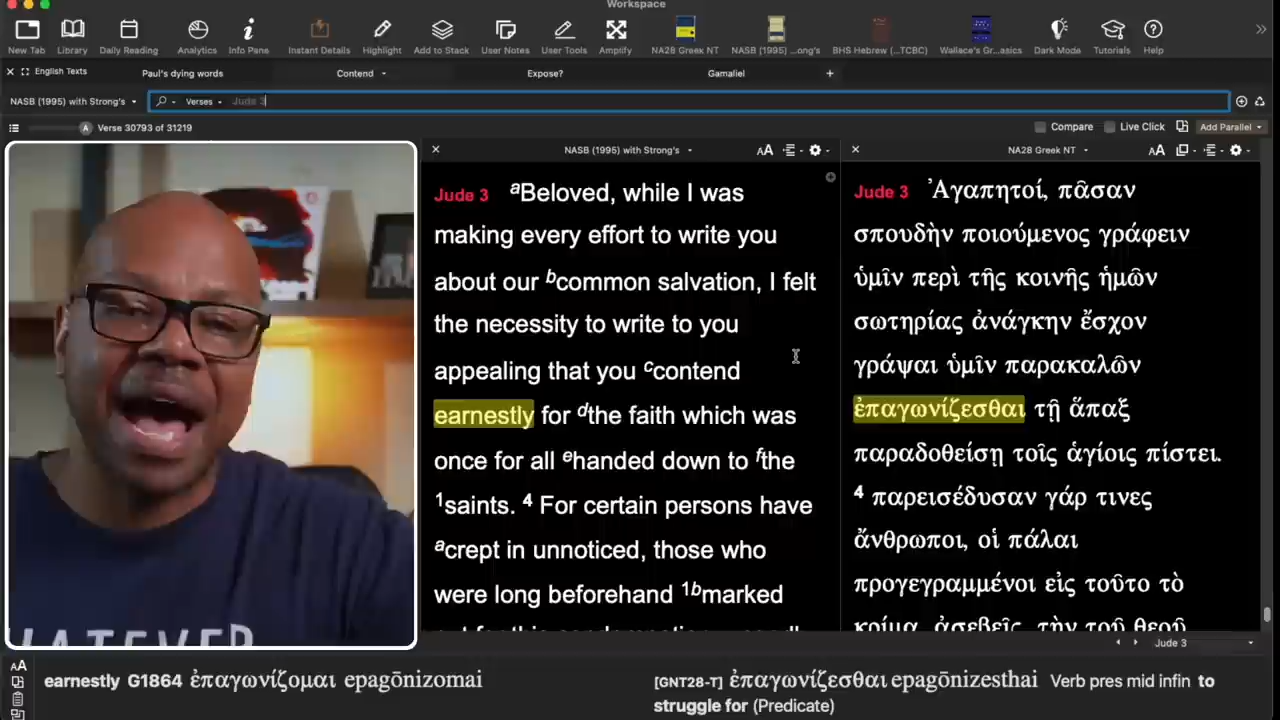 Workspace
New Tab
Library
Daily Reading
Analytics
Info Pane
Instant Details
Highlight
Add to Stack
User Notes
User Tools
Amplify
NA28 Greek NT
NASB (1995) ...ong's
BHS Hebrew (...TCBC)
Wallace's Gr...asics
Dark Mode
Tutorials
Help
English Texts
Paul's dying words
Contend
Expose?
Gamaliel
NASB (1995) with Strong's
Verses
Jude 3
Verse 30793 of 31219
Compare
Live Click
Add Parallel
NASB (1995) with Strong's
Jude 3 aBeloved, while I was
making every effort to write you
about our bcommon salvation, I felt
the necessity to write to you
appealing that you ccontend
earnestly for dthe faith which was
once for all ehanded down to fthe
1saints. 4 For certain persons have
acrept in unnoticed, those who
were long beforehand 1bmarked
NA28 Greek NT
Jude 3 Ἀγαπητοί, πᾶσαν
σπουδὴν ποιούμενος γράφειν
ὑμῖν περὶ τῆς κοινῆς ἡμῶν
σωτηρίας ἀνάγκην ἔσχον
γράψαι ὑμῖν παρακαλῶν
ἐπαγωνίζεσθαι τῇ ἅπαξ
παραδοθείσῃ τοῖς ἁγίοις πίστει.
4 παρεισέδυσαν γάρ τινες
ἄνθρωποι, οἱ πάλαι
προγεγραμμένοι εἰς τοῦτο τὸ
κρίμα, ἀσεβεῖς, τὴν τοῦ θεοῦ
Jude 3
earnestly G1864 ἐπαγωνίζομαι epagōnizomai
[GNT28-T] ἐπαγωνίζεσθαι epagōnizesthai Verb pres mid infin to
struggle for (Predicate)